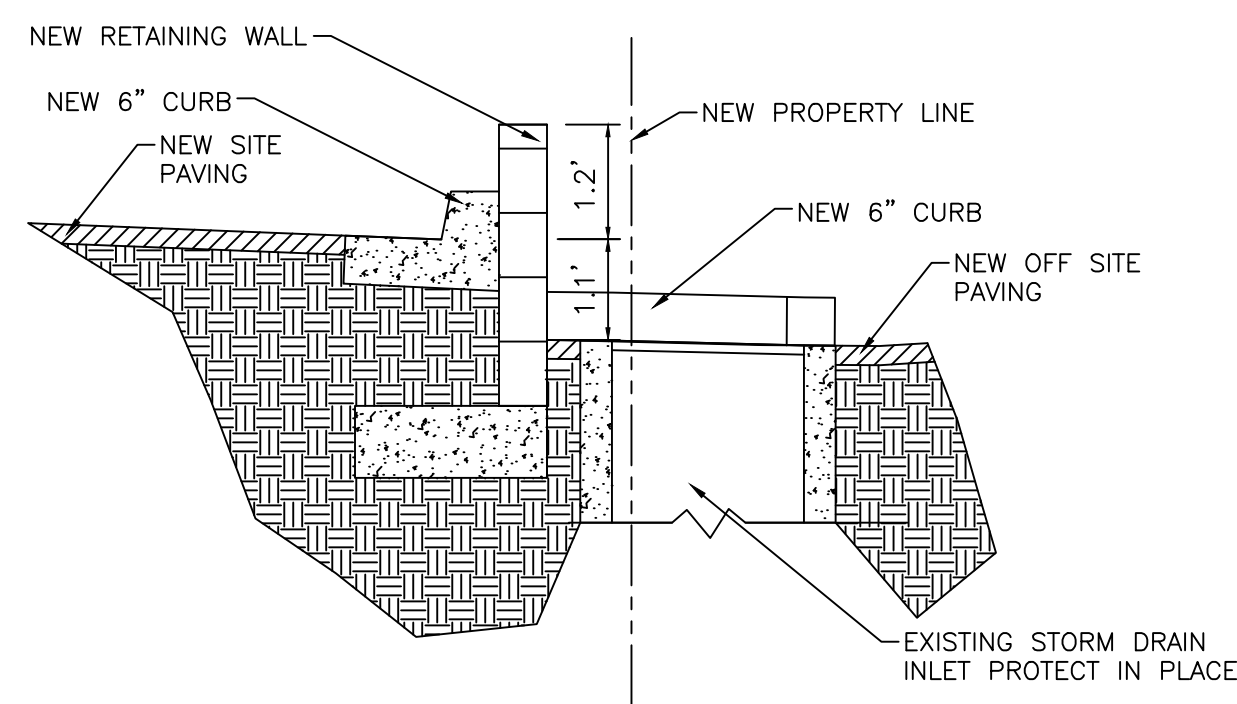 NEW RETAINING WALL
NEW 6" CURB
NEW SITE
PAVING
NEW PROPERTY LINE
1.2'
NEW 6" CURB
1.1'
NEW OFF SITE
PAVING
EXISTING STORM DRAIN
INLET PROTECT IN PLACE